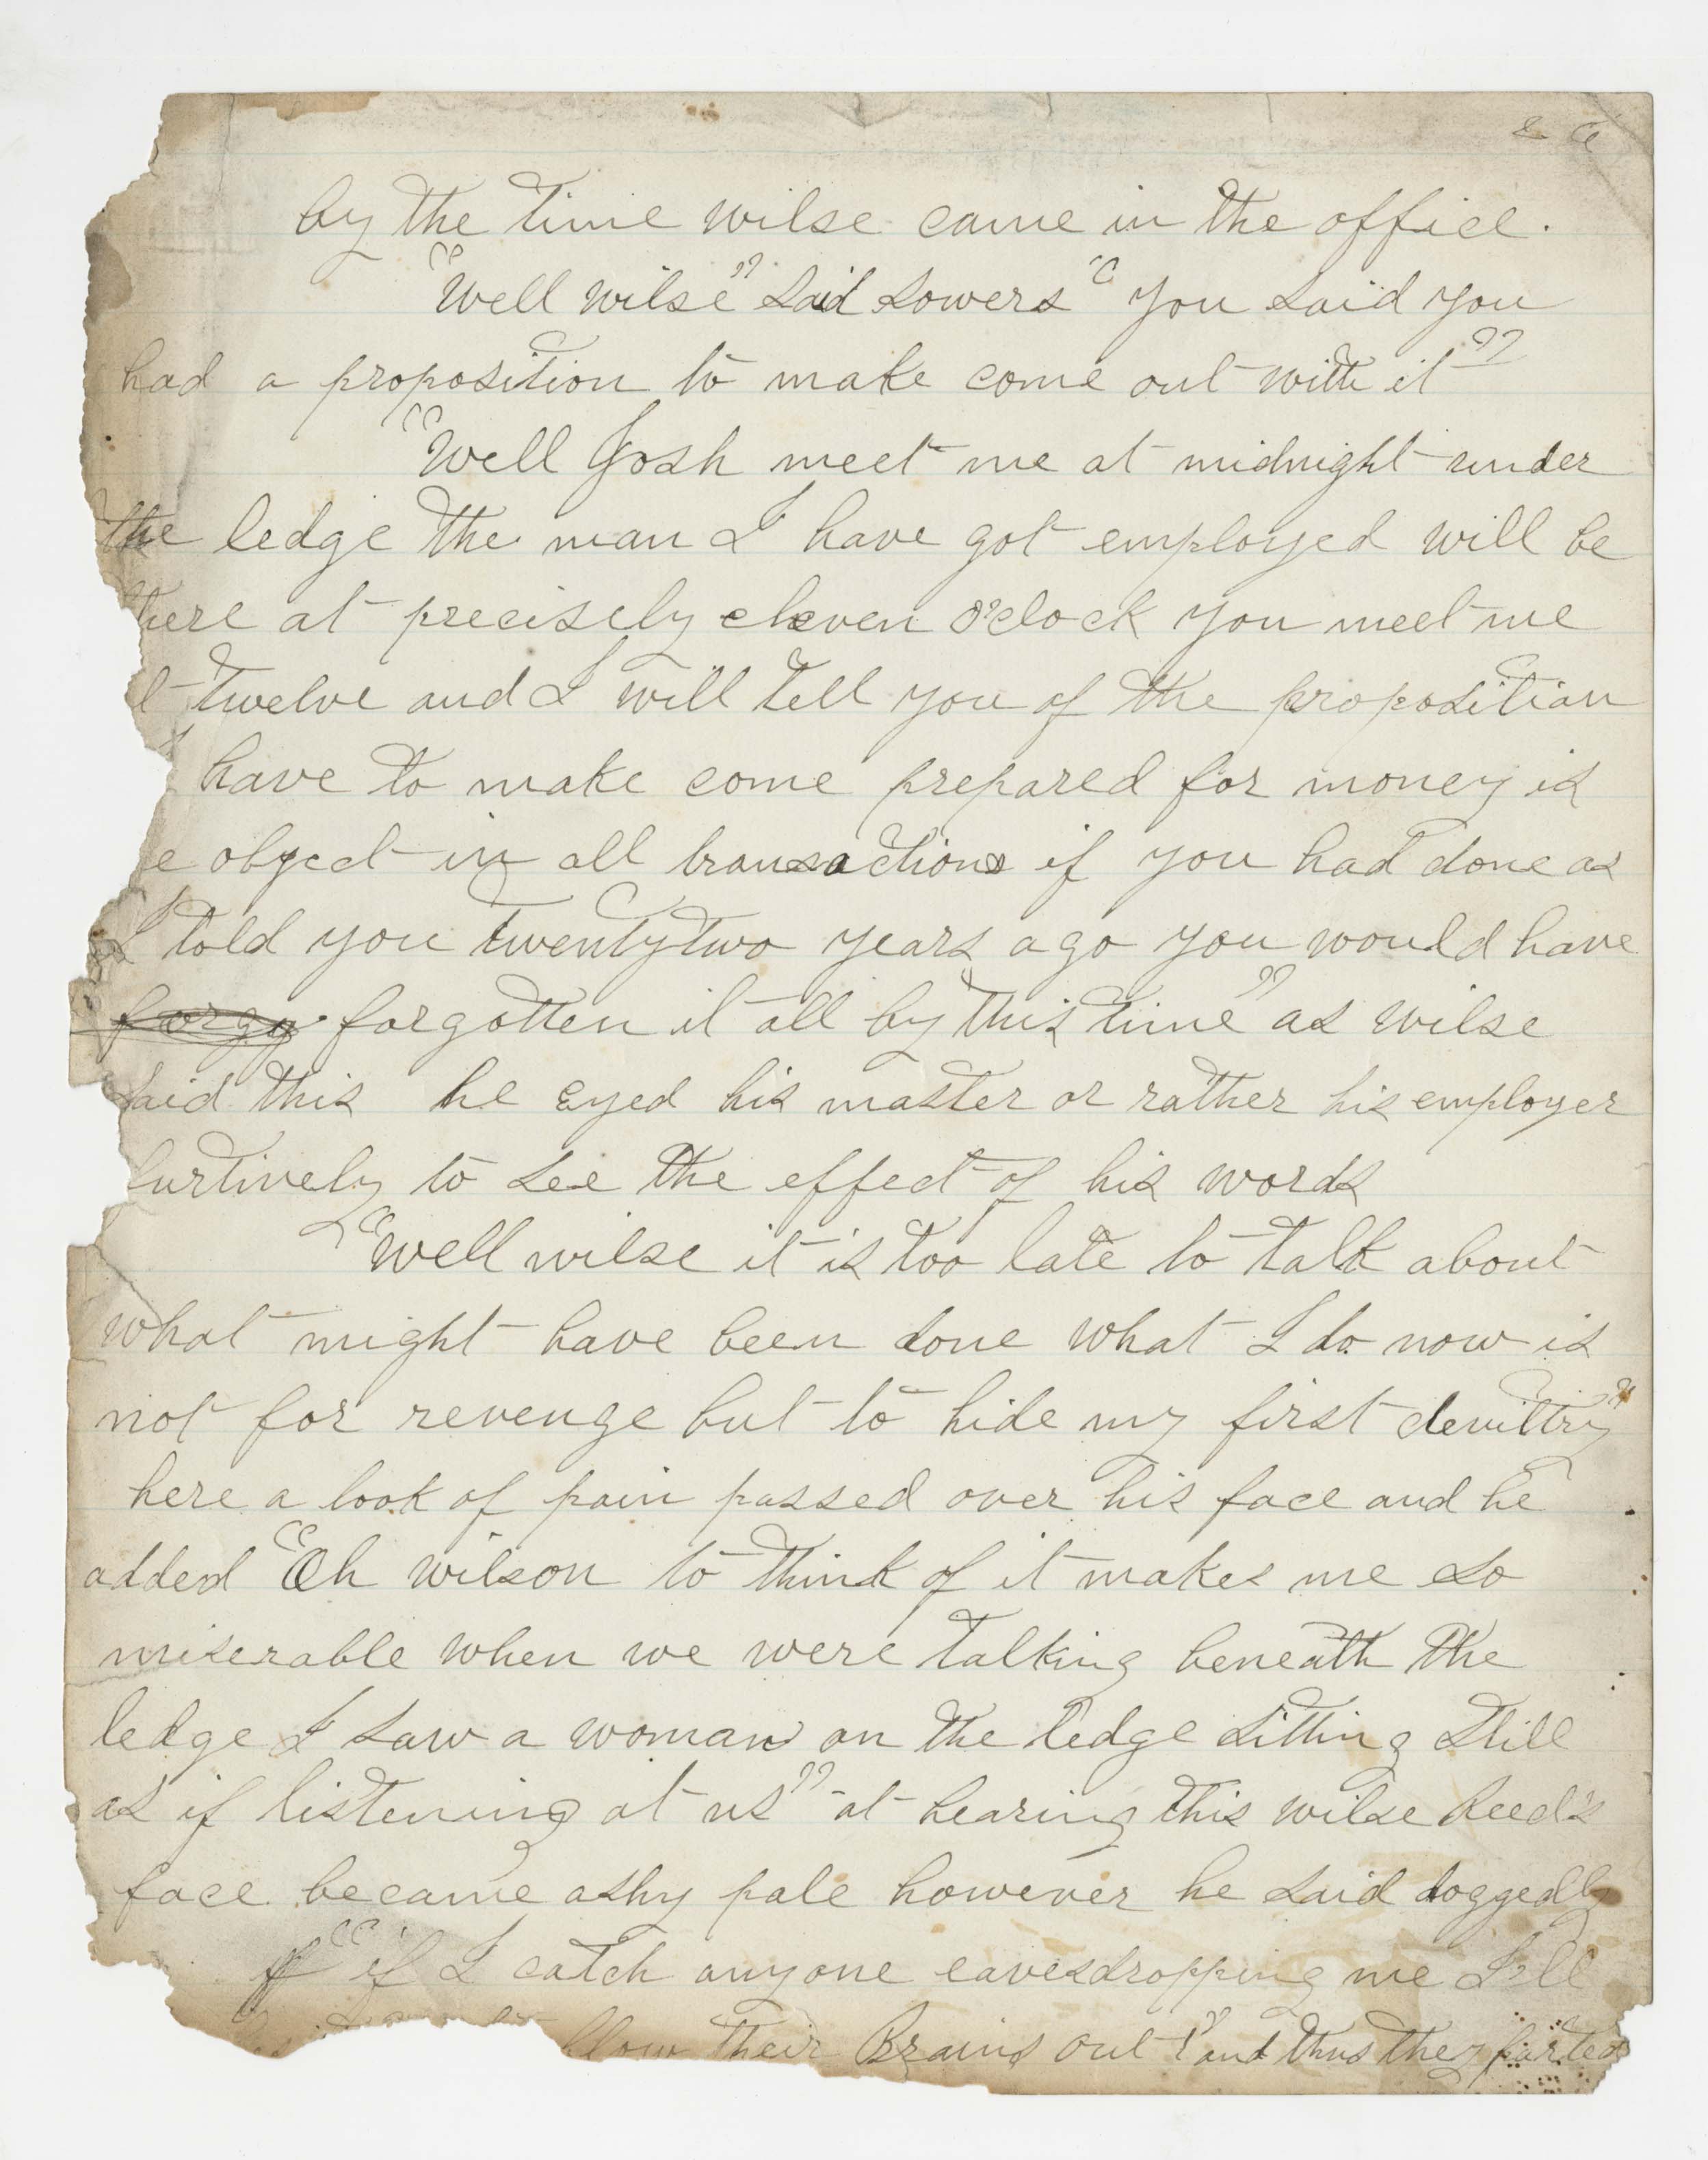 by the time wilse came in the office.
"Well wilse" said Sowers "you said you
had a proposition to make come out with it"
"Well Josh meet me at midnight under
the ledge the man I have got employed will be
there at precisely eleven o'clock you meet me
t twelve and I will tell you of the proposition
have to make come prepared for money is
e object in all transactions if you had done as
I told you twentytwo years ago you would have
forgo forgotten it all by this time" as wilse
said this he eyed his master or rather his employer
furtively to see the effect of his words
"Well wilse it is too late to talk about
what might have been done what I do now is
not for revenge but to hide my first deviltry"
here a look of pain passed over his face and he
added "Oh wilson to think of it makes me so
miserable when we were talking beneath the
ledge I saw a woman on the ledge sitting still
as if listening at us" at hearing this wilse Reed's
face became ashy pale however he said doggedly
"if I catch anyone eavesdropping me I'll
blow their Brains out!" and thus they parted